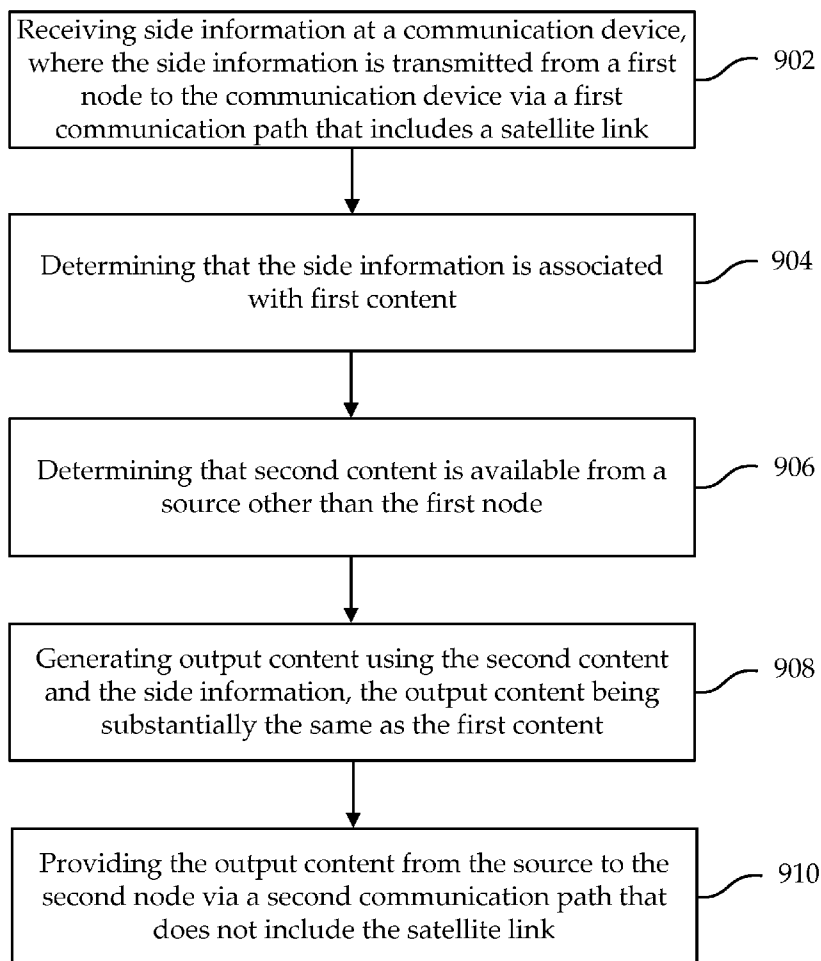 Receiving side information at a communication device,
where the side information is transmitted from a first
node to the communication device via a first
communication path that includes a satellite link
902
Determining that the side information is associated
with first content
904
Determining that second content is available from a
source other than the first node
906
Generating output content using the second content
and the side information, the output content being
substantially the same as the first content
908
Providing the output content from the source to the
second node via a second communication path that
does not include the satellite link
910